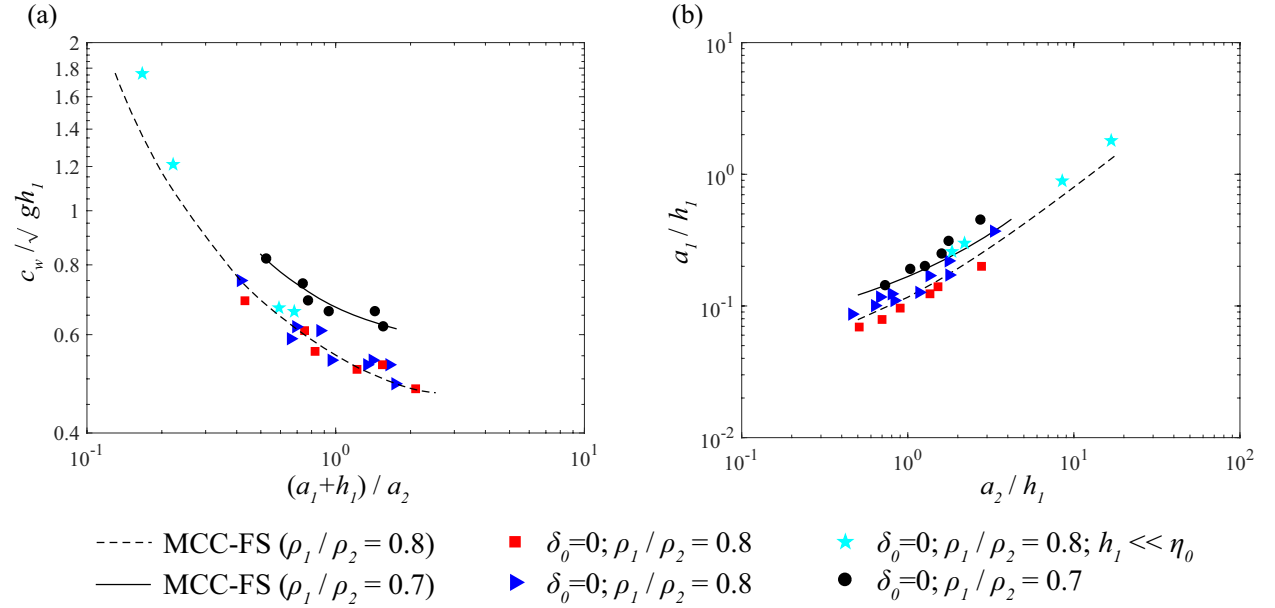 (a)
(b)
2
1.8
1.6
1.4
1.2
1
0.8
0.6
0.4
c_w /√ gh_1
10^-1
10^0
10^1
(a_1+h_1) / a_2
10^1
10^0
10^-1
10^-2
a_1 / h_1
10^-1
10^0
10^1
10^2
a_2 / h_1
MCC-FS (ρ_1 / ρ_2 = 0.8)
δ_0=0; ρ_1 / ρ_2 = 0.8
δ_0=0; ρ_1 / ρ_2 = 0.8; h_1 << η_0
MCC-FS (ρ_1 / ρ_2 = 0.7)
δ_0=0; ρ_1 / ρ_2 = 0.8
δ_0=0; ρ_1 / ρ_2 = 0.7